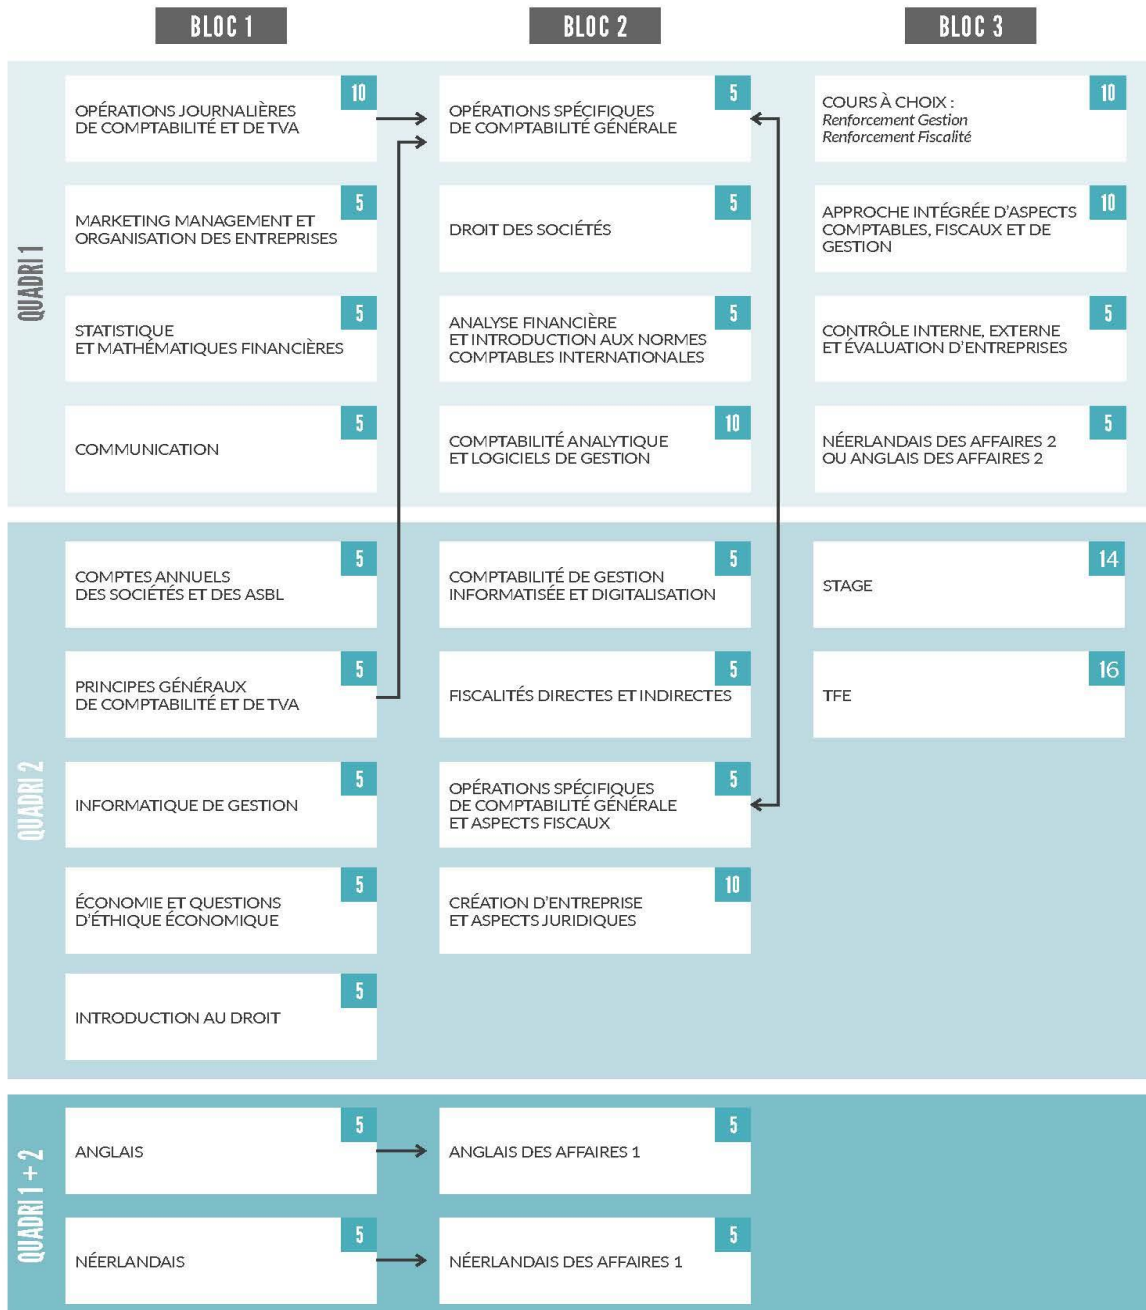 BLOC 1
BLOC 2
BLOC 3
QUADRI 1
10
OPÉRATIONS JOURNALIÈRES
DE COMPTABILITÉ ET DE TVA
5
MARKETING MANAGEMENT ET
ORGANISATION DES ENTREPRISES
5
STATISTIQUE
ET MATHÉMATIQUES FINANCIÈRES
5
COMMUNICATION
5
OPÉRATIONS SPÉCIFIQUES
DE COMPTABILITÉ GÉNÉRALE
5
DROIT DES SOCIÉTÉS
5
ANALYSE FINANCIÈRE
ET INTRODUCTION AUX NORMES
COMPTABLES INTERNATIONALES
10
COMPTABILITÉ ANALYTIQUE
ET LOGICIELS DE GESTION
10
COURS À CHOIX :
Renforcement Gestion
Renforcement Fiscalité
10
APPROCHE INTÉGRÉE D'ASPECTS
COMPTABLES, FISCAUX ET DE
GESTION
5
CONTRÔLE INTERNE, EXTERNE
ET ÉVALUATION D'ENTREPRISES
5
NÉERLANDAIS DES AFFAIRES 2
OU ANGLAIS DES AFFAIRES 2
QUADRI 2
5
COMPTES ANNUELS
DES SOCIÉTÉS ET DES ASBL
5
PRINCIPES GÉNÉRAUX
DE COMPTABILITÉ ET DE TVA
5
INFORMATIQUE DE GESTION
5
ÉCONOMIE ET QUESTIONS
D'ÉTHIQUE ÉCONOMIQUE
5
INTRODUCTION AU DROIT
5
COMPTABILITÉ DE GESTION
INFORMATISÉE ET DIGITALISATION
5
FISCALITÉS DIRECTES ET INDIRECTES
5
OPÉRATIONS SPÉCIFIQUES
DE COMPTABILITÉ GÉNÉRALE
ET ASPECTS FISCAUX
10
CRÉATION D'ENTREPRISE
ET ASPECTS JURIDIQUES
14
STAGE
16
TFE
QUADRI 1 + 2
5
ANGLAIS
5
NÉERLANDAIS
5
ANGLAIS DES AFFAIRES 1
5
NÉERLANDAIS DES AFFAIRES 1